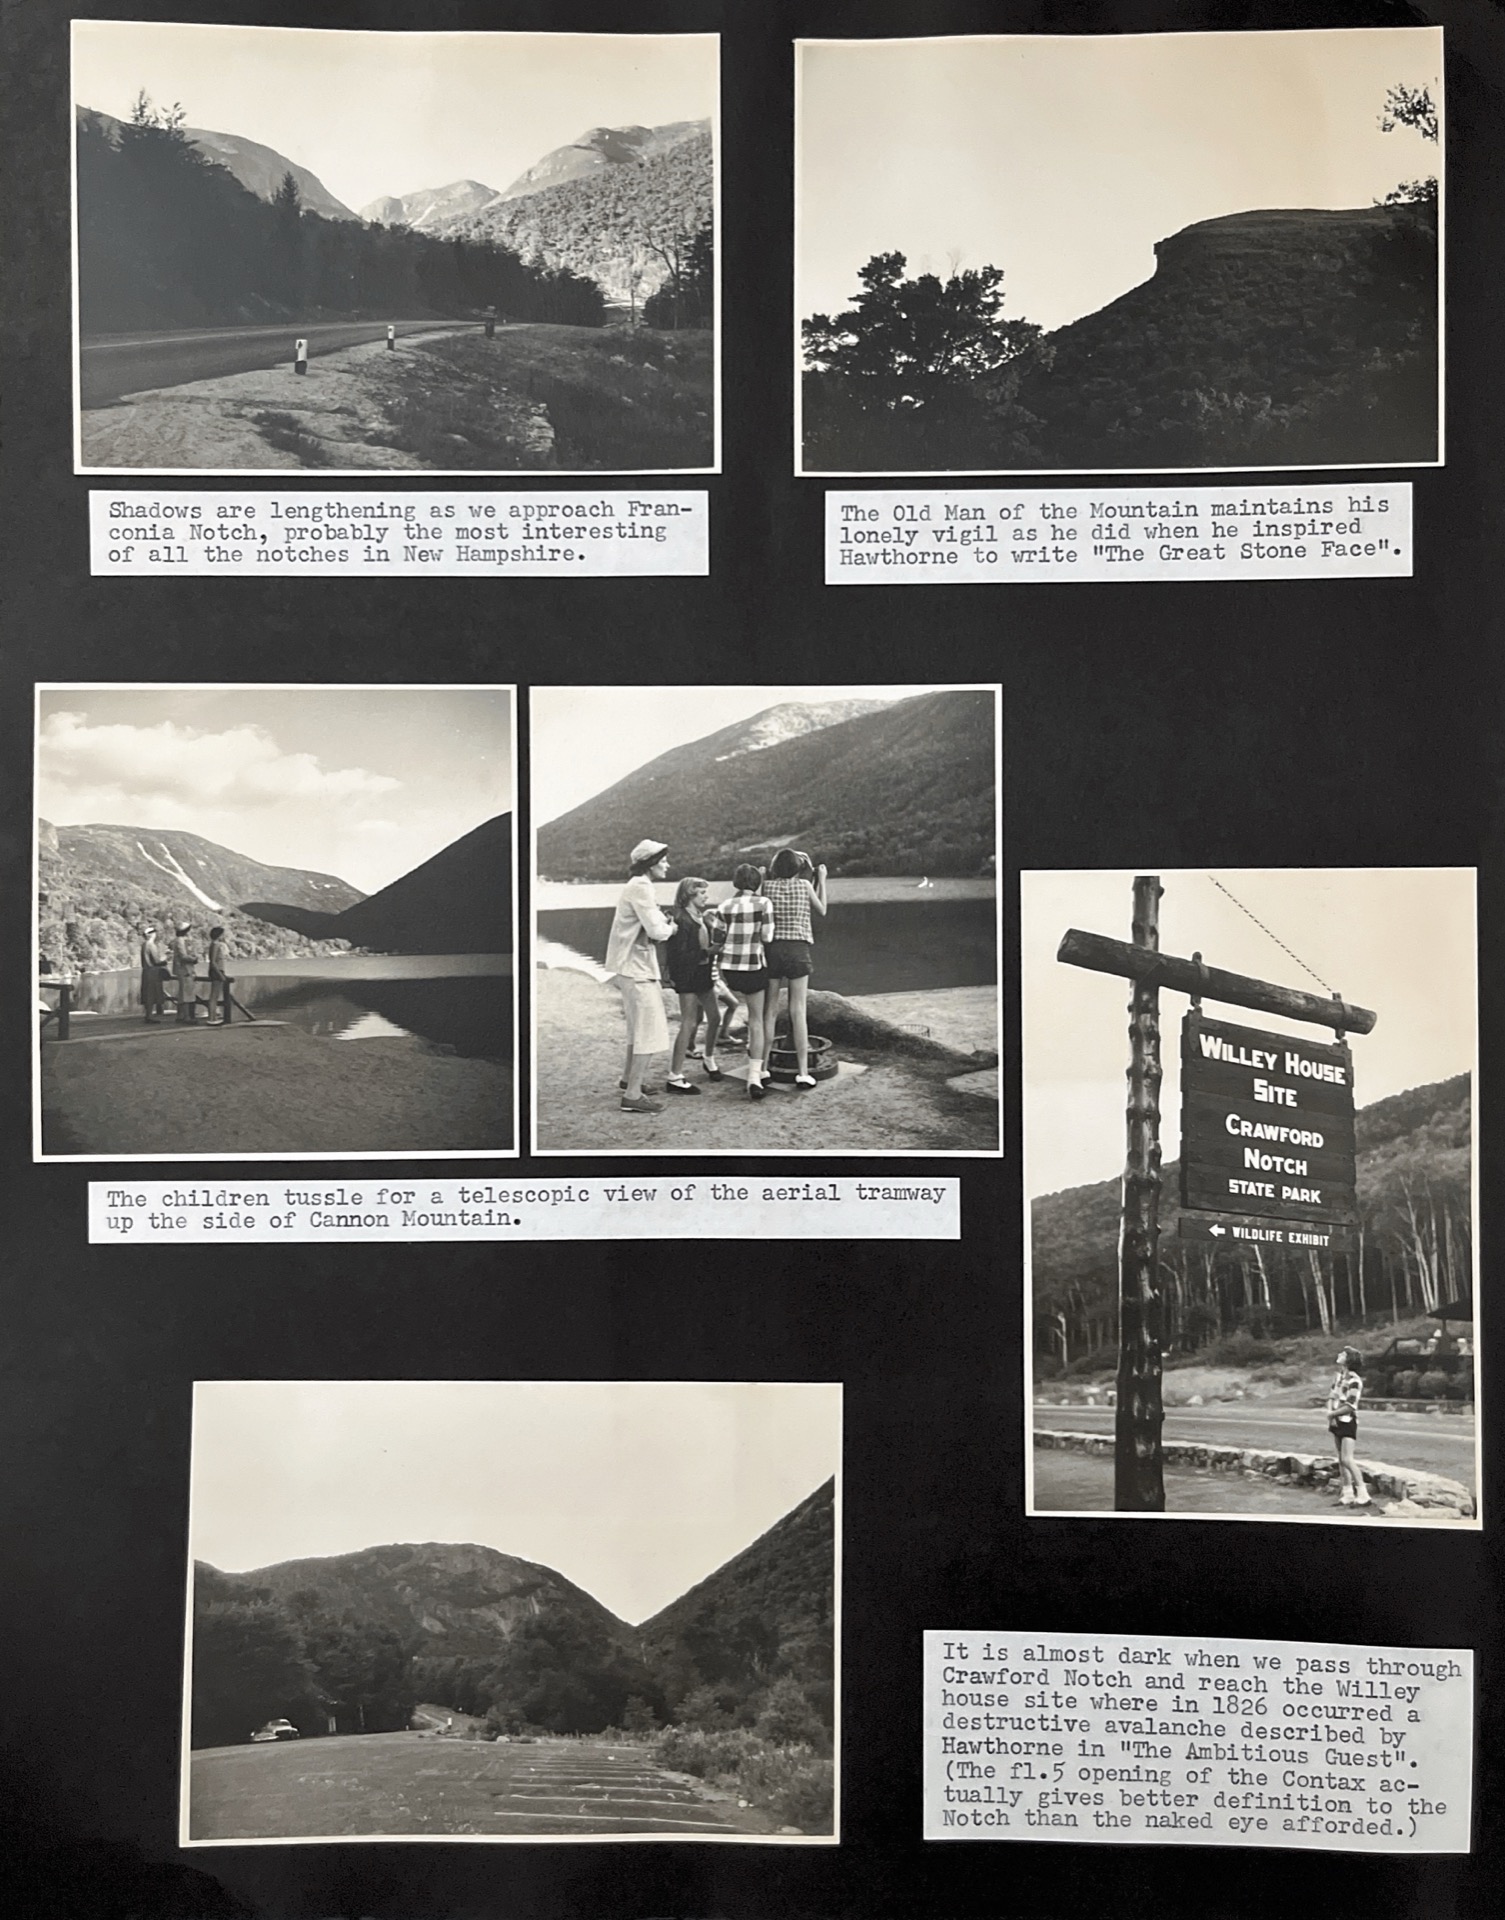 Shadows are lengthening as we approach Fran-
conia Notch, probably the most interesting
of all the notches in New Hampshire.
The Old Man of the Mountain maintains his
lonely vigil as he did when he inspired
Hawthorne to write "The Great Stone Face".
The children tussle for a telescopic view of the aerial tramway
up the side of Cannon Mountain.
WILLEY HOUSE
SITE
CRAWFORD
NOTCH
STATE PARK
← WILDLIFE EXHIBIT
It is almost dark when we pass through
Crawford Notch and reach the Willey
house site where in 1826 occurred a
destructive avalanche described by
Hawthorne in "The Ambitious Guest".
(The f1.5 opening of the Contax ac-
tually gives better definition to the
Notch than the naked eye afforded.)